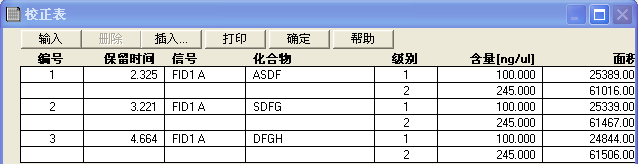 校正表
输入 删除 插入... 打印 确定 帮助
编号 保留时间 信号 化合物 级别 含量[ng/ul] 面积
1 2.325 FID1 A ASDF 1 100.000 25389.00
2 245.000 61016.00
2 3.221 FID1 A SDFG 1 100.000 25339.00
2 245.000 61467.00
3 4.664 FID1 A DFGH 1 100.000 24844.00
2 245.000 61506.00